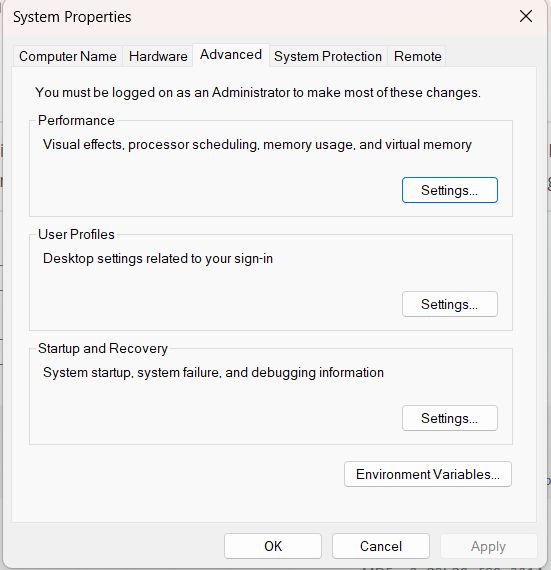 System Properties
Computer Name
Hardware
Advanced
System Protection
Remote
You must be logged on as an Administrator to make most of these changes.
Performance
Visual effects, processor scheduling, memory usage, and virtual memory
Settings...
User Profiles
Desktop settings related to your sign-in
Settings...
Startup and Recovery
System startup, system failure, and debugging information
Settings...
Environment Variables...
OK
Cancel
Apply